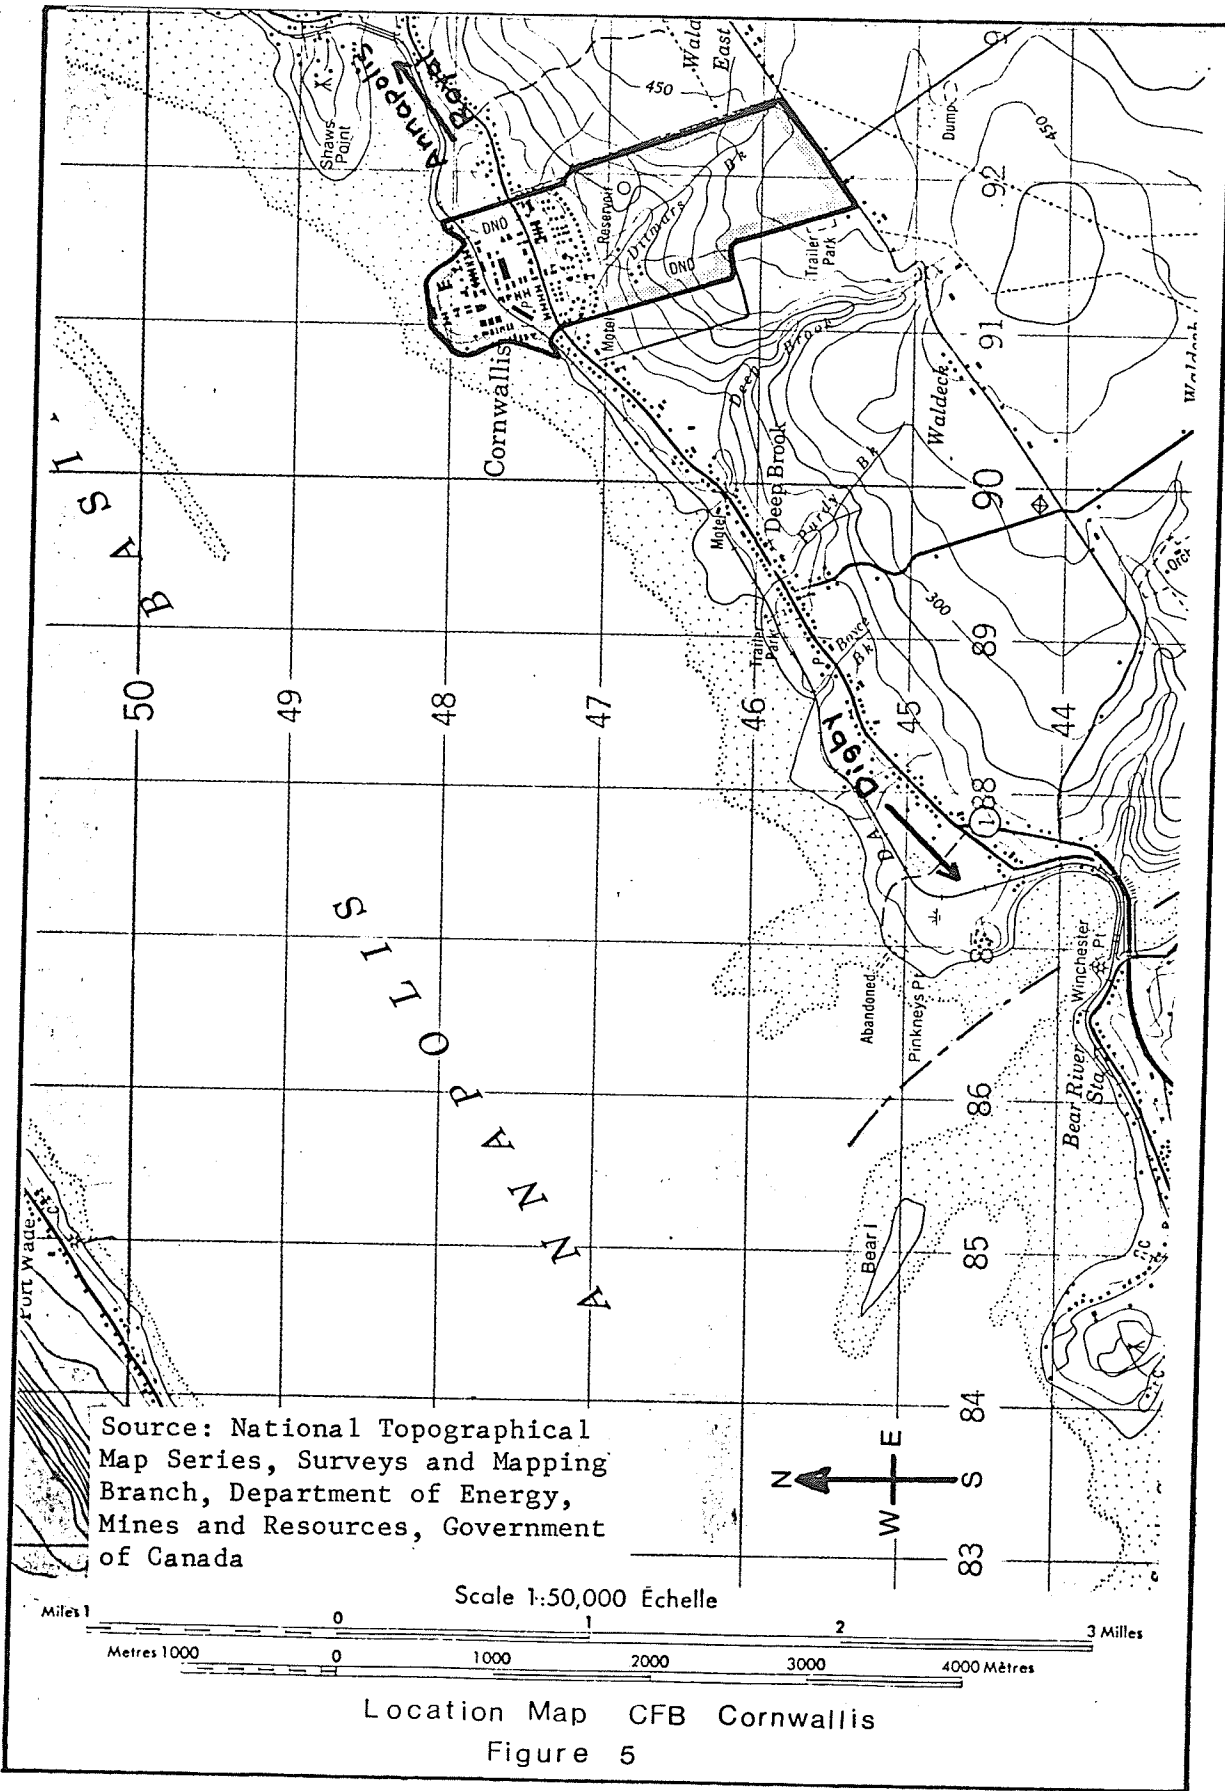 Annapolis
Royal
Shaws
Point
Wala
East
450
DND
Reservoir
Ditmars Bk
DND
Trailer
Park
Dump
450
92
9
P
Cornwallis
Motel
Deep Brook
91
Waldeck
BASI
Motel
Deep Brook
Purdy Bk
90
Trailer
Park
Boyce
Bk
P
300
89
50
49
48
47
46
45
44
Digby
D A
1
88
ANNAPOLIS
Abandoned
Pinkneys Pt
Winchester
Pt
87
Bear River
Sta
86
Bear I
85
Port Wade
C
C
C
84
83
N
W E
S
Source: National Topographical
Map Series, Surveys and Mapping
Branch, Department of Energy,
Mines and Resources, Government
of Canada
Scale 1:50,000 Échelle
Miles 1 0 1 2 3 Milles
Metres 1000 0 1000 2000 3000 4000 Mètres
Location Map CFB Cornwallis
Figure 5